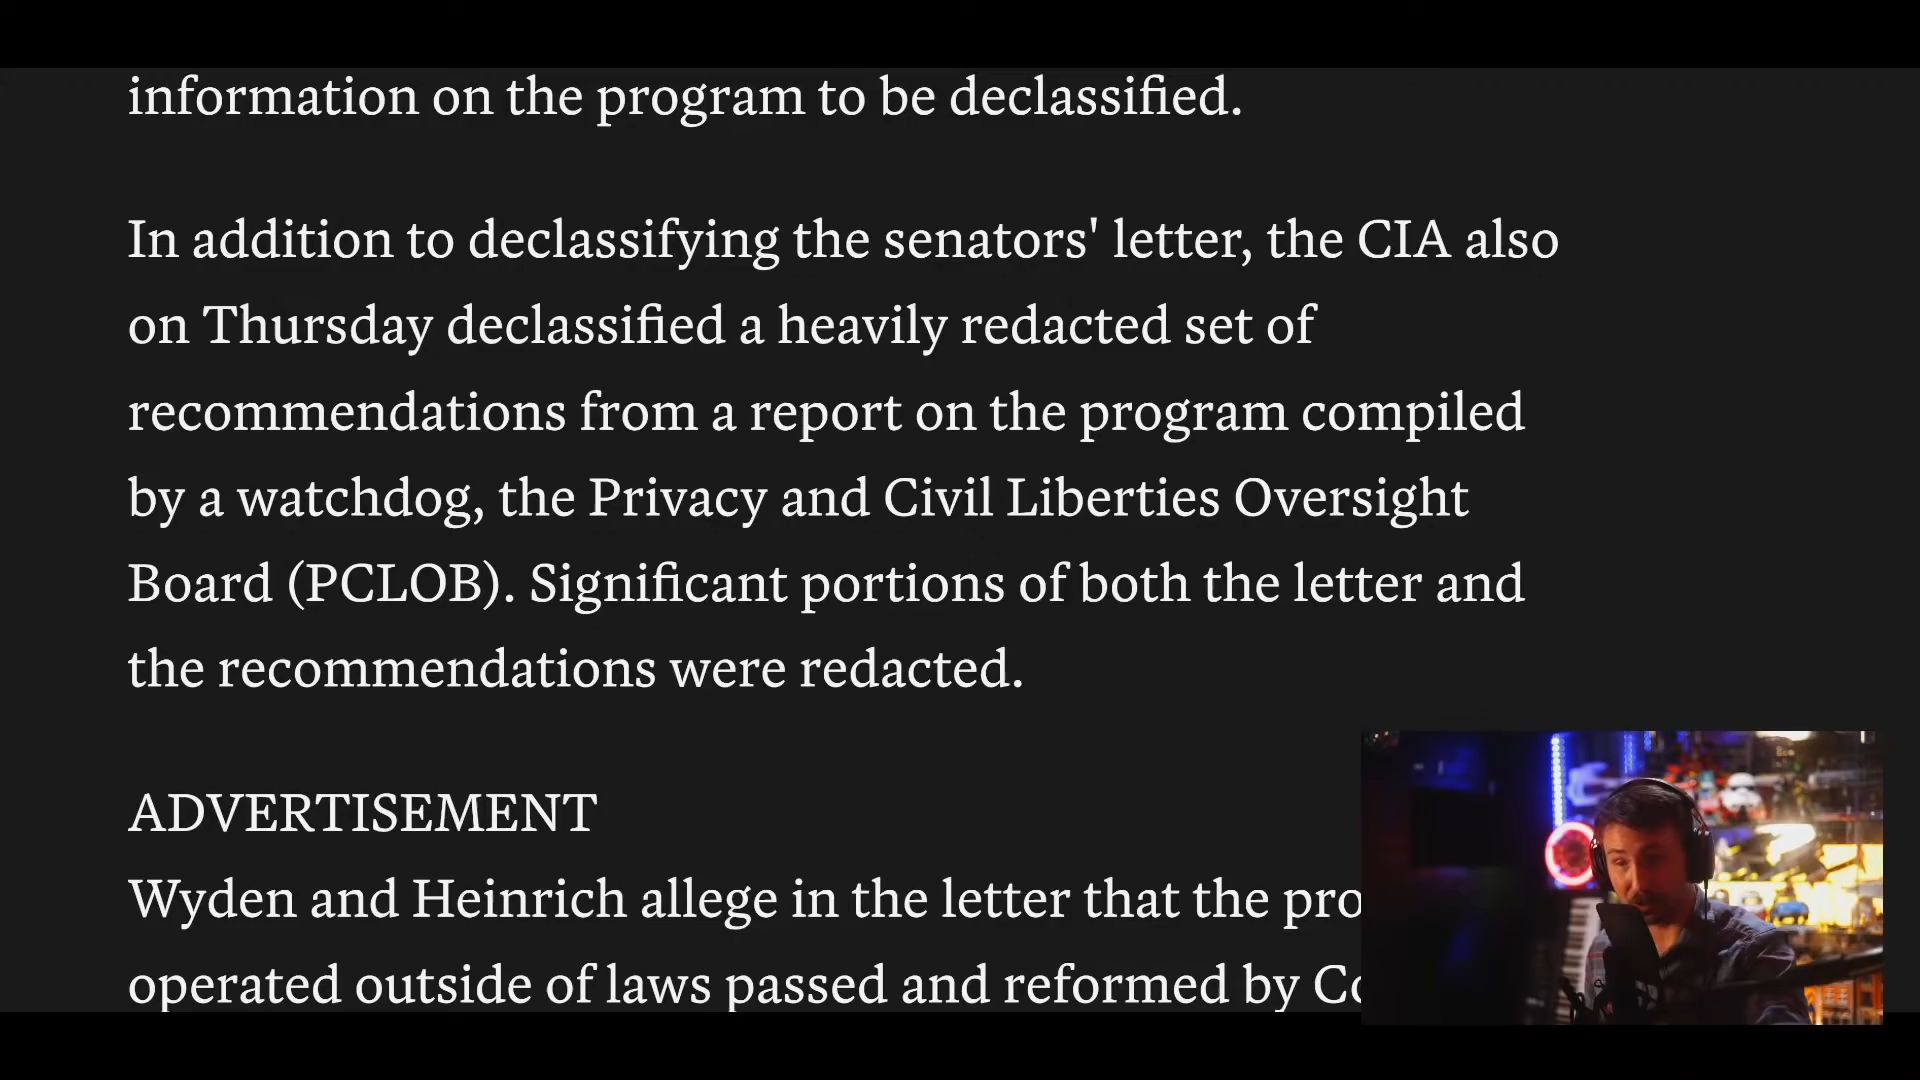 information on the program to be declassified.
In addition to declassifying the senators' letter, the CIA also
on Thursday declassified a heavily redacted set of
recommendations from a report on the program compiled
by a watchdog, the Privacy and Civil Liberties Oversight
Board (PCLOB). Significant portions of both the letter and
the recommendations were redacted.
ADVERTISEMENT
Wyden and Heinrich allege in the letter that the pro
operated outside of laws passed and reformed by Co